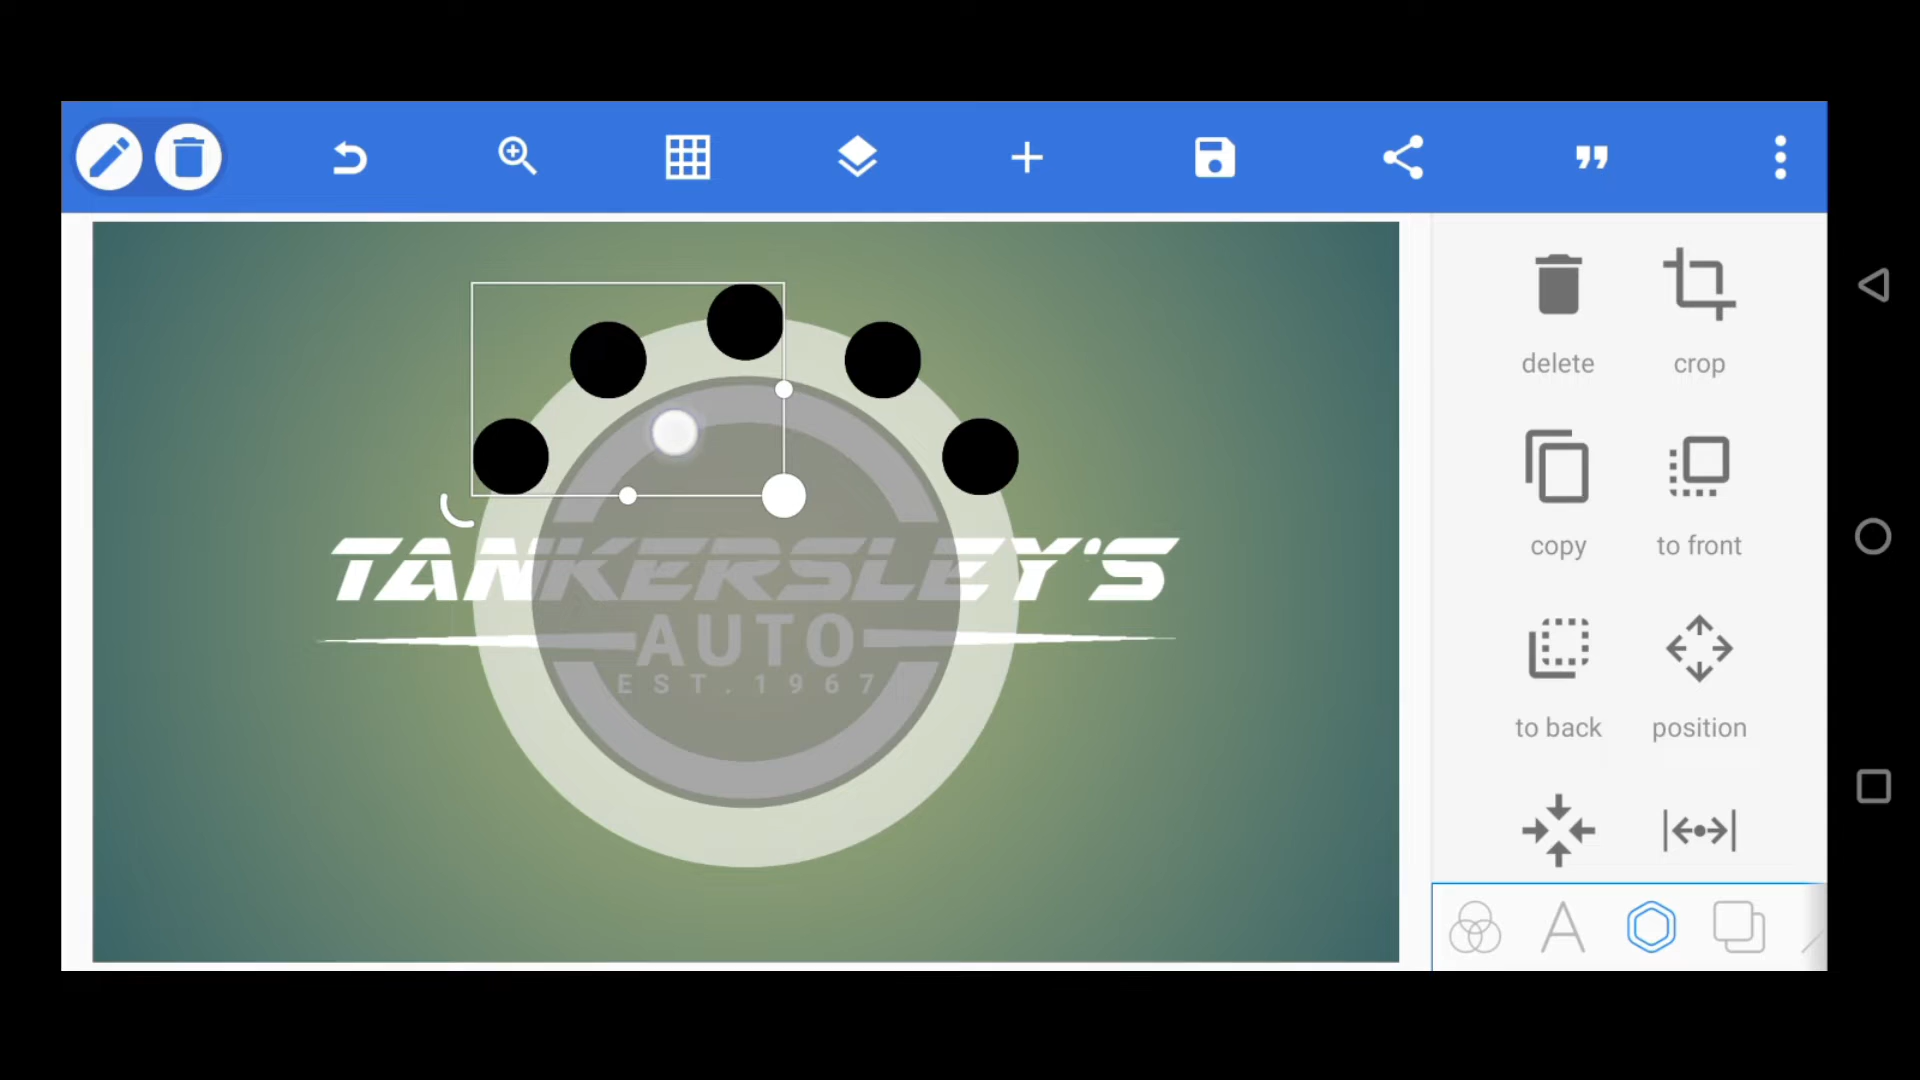 delete crop
copy to front
to back position
TANKERSLEY'S
AUTO
EST.1967